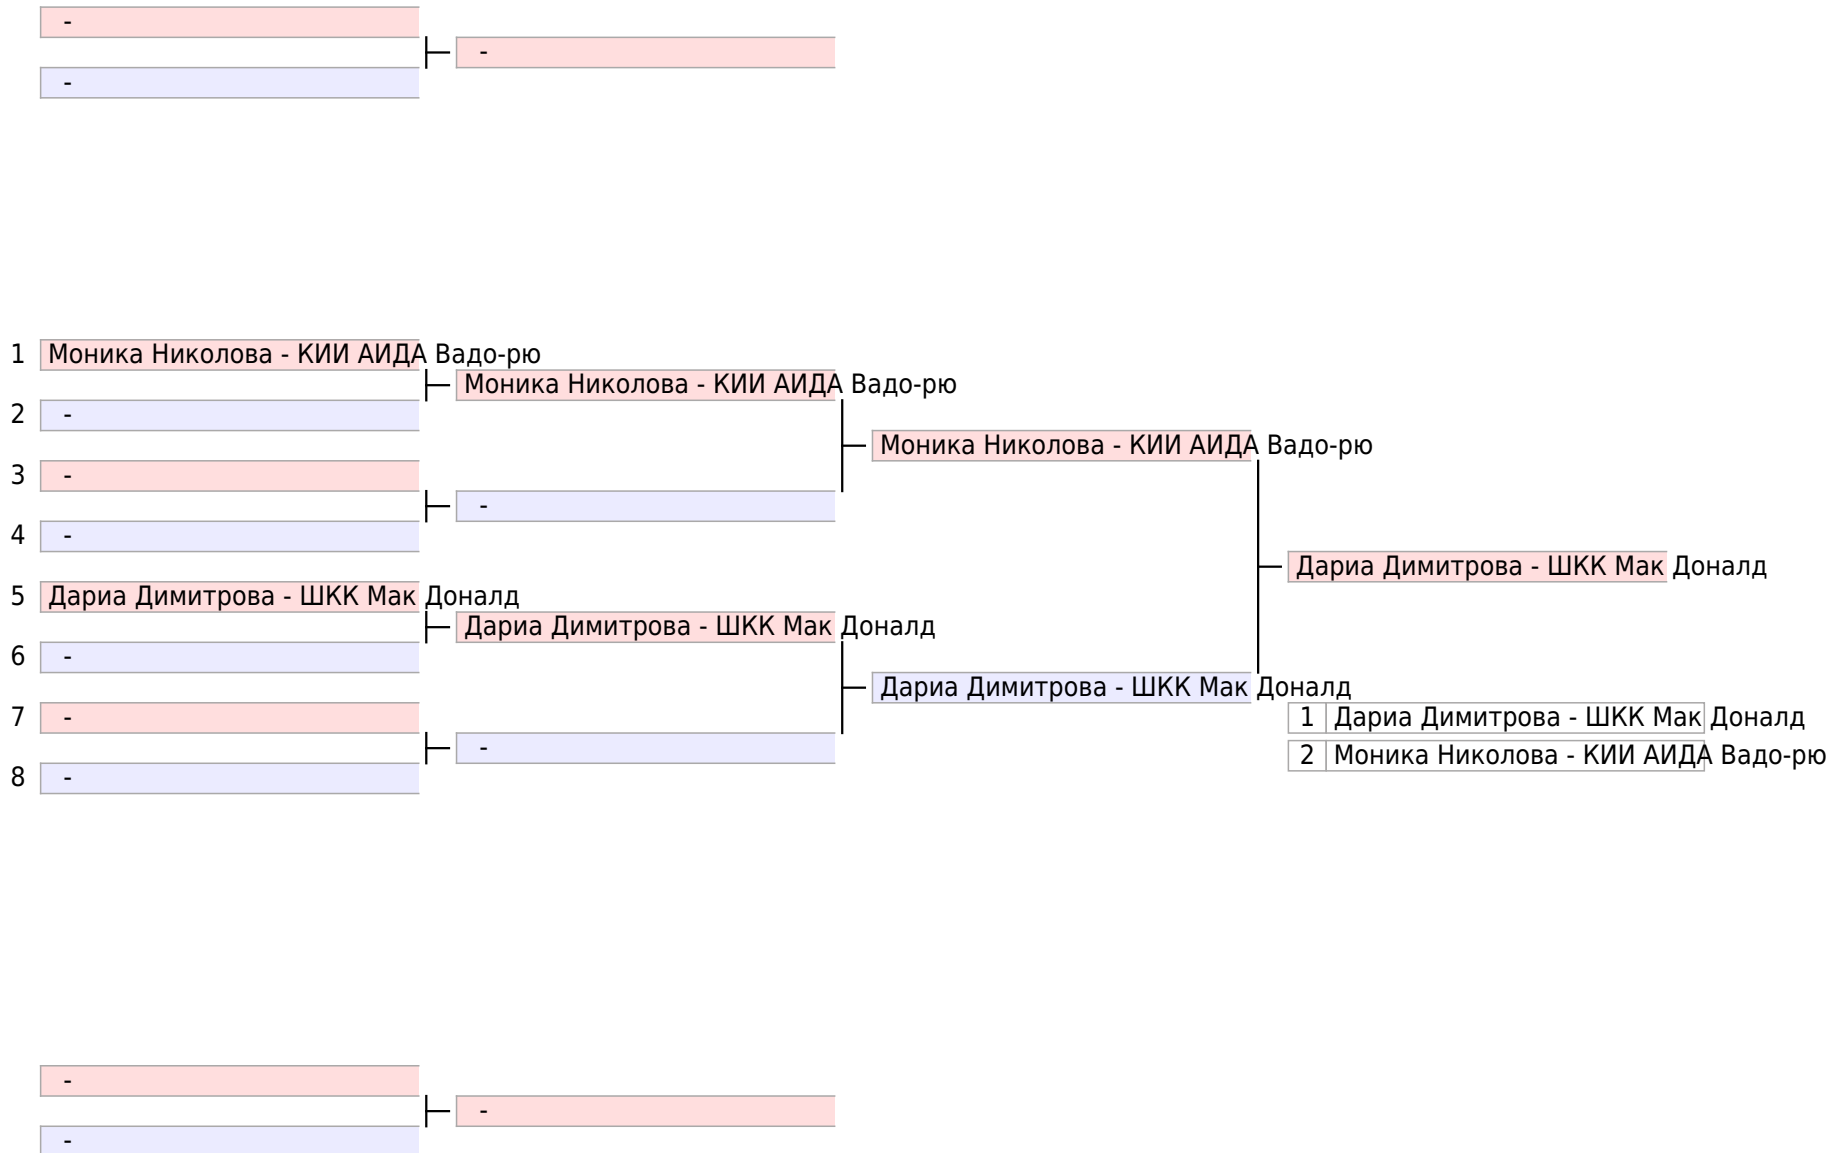 -
-
-
1 Моника Николова - КИИ АИДА Вадо-рю
Моника Николова - КИИ АИДА Вадо-рю
2 -
Моника Николова - КИИ АИДА Вадо-рю
3 -
-
4 -
Дариа Димитрова - ШКК Мак Доналд
5 Дариа Димитрова - ШКК Мак Доналд
Дариа Димитрова - ШКК Мак Доналд
6 -
Дариа Димитрова - ШКК Мак Доналд
7 -
1 Дариа Димитрова - ШКК Мак Доналд
-
2 Моника Николова - КИИ АИДА Вадо-рю
8 -
-
-
-